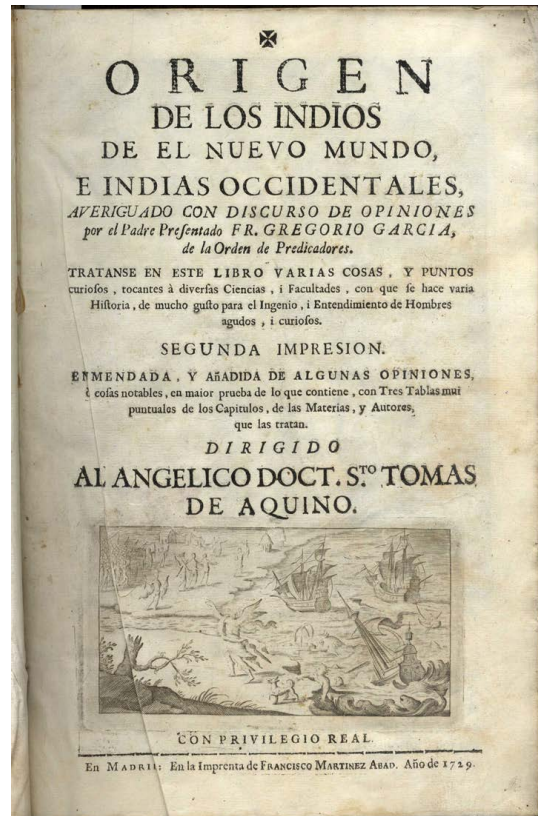 ORIGEN
DE LOS INDIOS
DE EL NUEVO MUNDO,
E INDIAS OCCIDENTALES,
AVERIGUADO CON DISCURSO DE OPINIONES
por el Padre Preſentado FR. GREGORIO GARCIA,
de la Orden de Predicadores.
TRATANSE EN ESTE LIBRO VARIAS COSAS, Y PUNTOS
curioſos, tocantes à diverſas Ciencias, i Facultades, con que ſe hace varia
Hiſtoria, de mucho guſto para el Ingenio, i Entendimiento de Hombres
agudos, i curioſos.
SEGUNDA IMPRESION.
ENMENDADA, Y AñADIDA DE ALGUNAS OPINIONES,
ò coſas notables, en maior prueba de lo que contiene, con Tres Tablas mui
puntuales de los Capitulos, de las Materias, y Autores,
que las tratan.
DIRIGIDO
AL ANGELICO DOCT. S.TO TOMAS
DE AQUINO.
CON PRIVILEGIO REAL.
En MADRID: En la Imprenta de FRANCISCO MARTINEZ ABAD. Año de 1729.